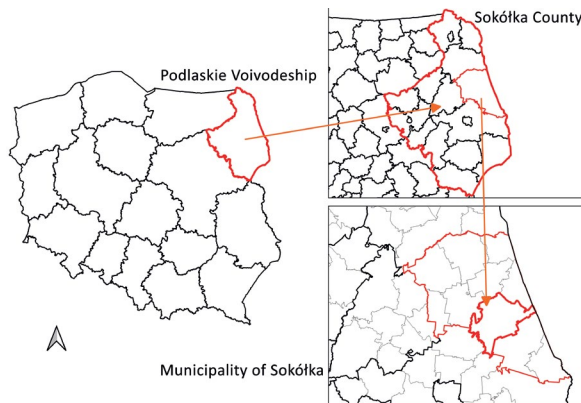 Sokółka County
Podlaskie Voivodeship
Municipality of Sokółka